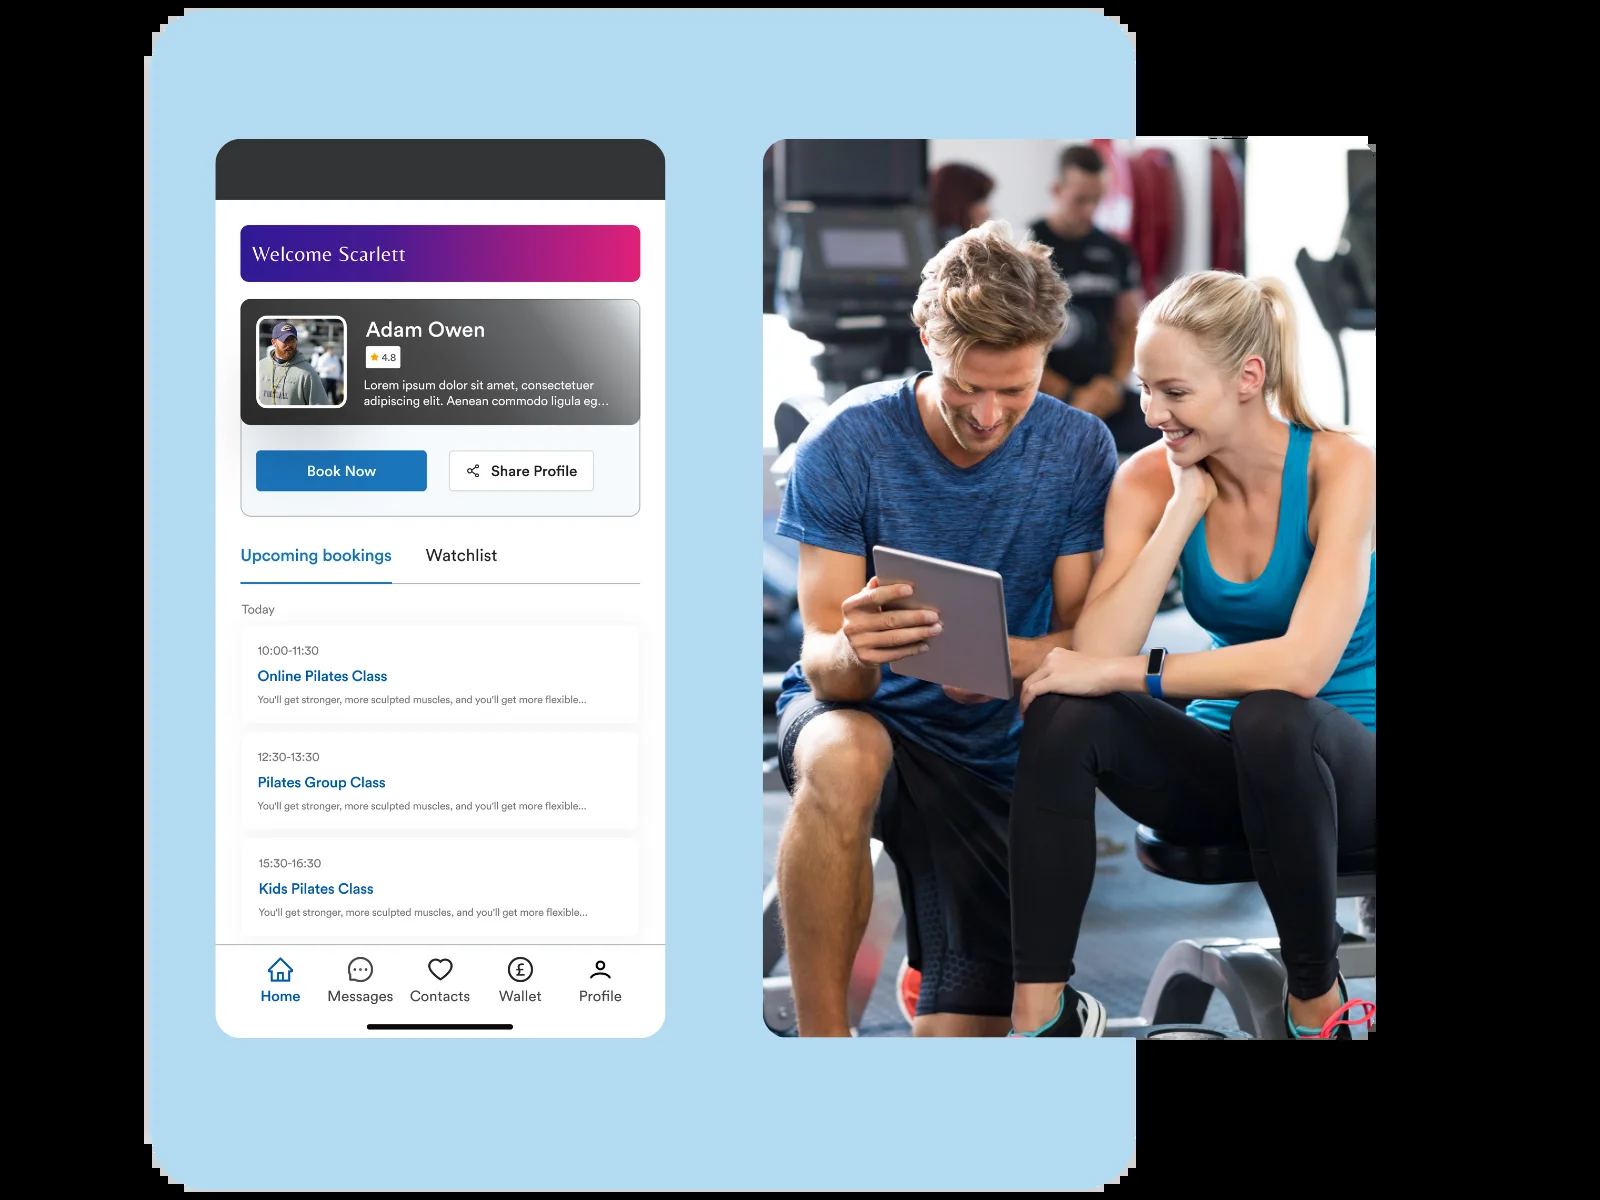 Welcome Scarlett
Adam Owen
4.8
Lorem ipsum dolor sit amet, consectetuer
adipiscing elit. Aenean commodo ligula eg...
Book Now
Share Profile
Upcoming bookings
Watchlist
Today
10:00-11:30
Online Pilates Class
You'll get stronger, more sculpted muscles, and you'll get more flexible...
12:30-13:30
Pilates Group Class
You'll get stronger, more sculpted muscles, and you'll get more flexible...
15:30-16:30
Kids Pilates Class
You'll get stronger, more sculpted muscles, and you'll get more flexible...
Home
Messages
Contacts
Wallet
Profile